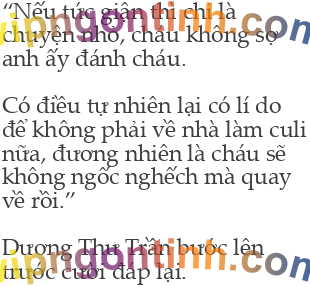 “Nếu tức giận thì chỉ là
chuyện nhỏ, cháu không sợ
anh ấy đánh cháu.
Có điều tự nhiên lại có lí do
để không phải về nhà làm culi
nữa, đương nhiên là cháu sẽ
không ngốc nghếch mà quay
về rồi.”
Dương Thư Trần bước lên
trước cười đáp lại.
vipngontinh.com
vipngontinh.com